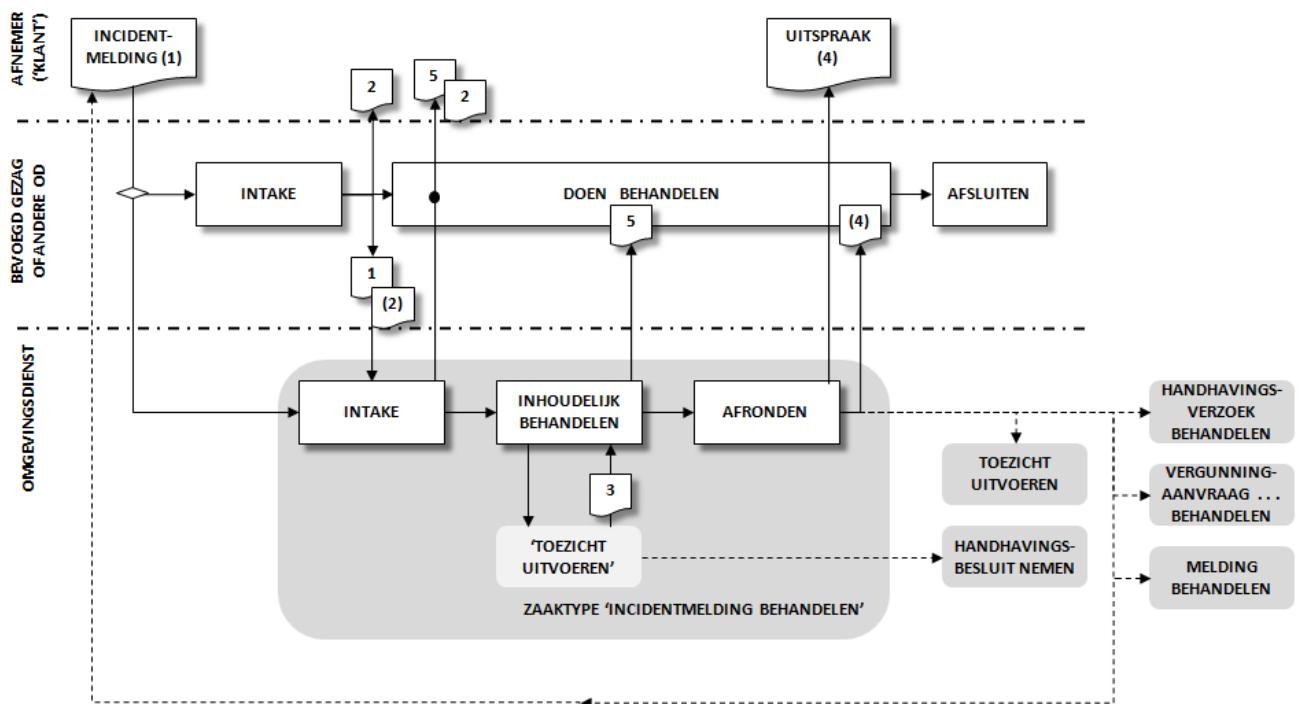 AFNEMER
('KLANT')
INCIDENT-
MELDING (1)
2
5
2
UITSPRAAK
(4)
BEVOEGD GEZAG
OF ANDERE OD
INTAKE
DOEN BEHANDELEN
AFSLUITEN
1
(2)
5
(4)
OMGEVINGSDIENST
INTAKE
INHOUDELIJK
BEHANDELEN
AFRONDEN
3
'TOEZICHT
UITVOEREN'
ZAAKTYPE 'INCIDENTMELDING BEHANDELEN'
TOEZICHT
UITVOEREN
HANDHAVINGS-
BESLUIT NEMEN
HANDHAVINGS-
VERZOEK
BEHANDELEN
VERGUNNING-
AANVRAAG ...
BEHANDELEN
MELDING
BEHANDELEN